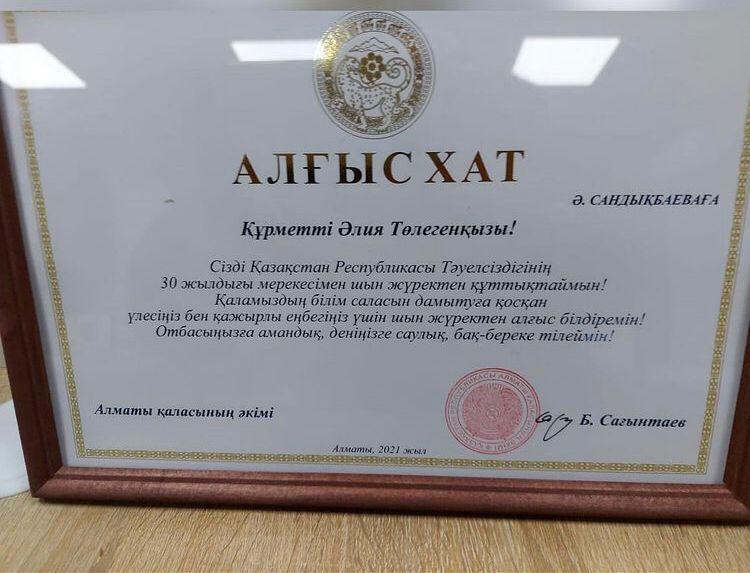 АЛҒЫС ХАТ
Ә. САНДЫҚБАЕВАҒА
Құрметті Әлия Төлегенқызы!
Сізді Қазақстан Республикасы Тәуелсіздігінің
30 жылдығы мерекесімен шын жүректен құттықтаймын!
Қаламыздың білім саласын дамытуға қосқан
үлесіңіз бен қажырлы еңбегіңіз үшін шын жүректен алғыс білдіремін!
Отбасыңызға амандық, деніңізге саулық, бақ-береке тілеймін!
Алматы қаласының әкімі
Б. Сағынтаев
Алматы, 2021 жыл